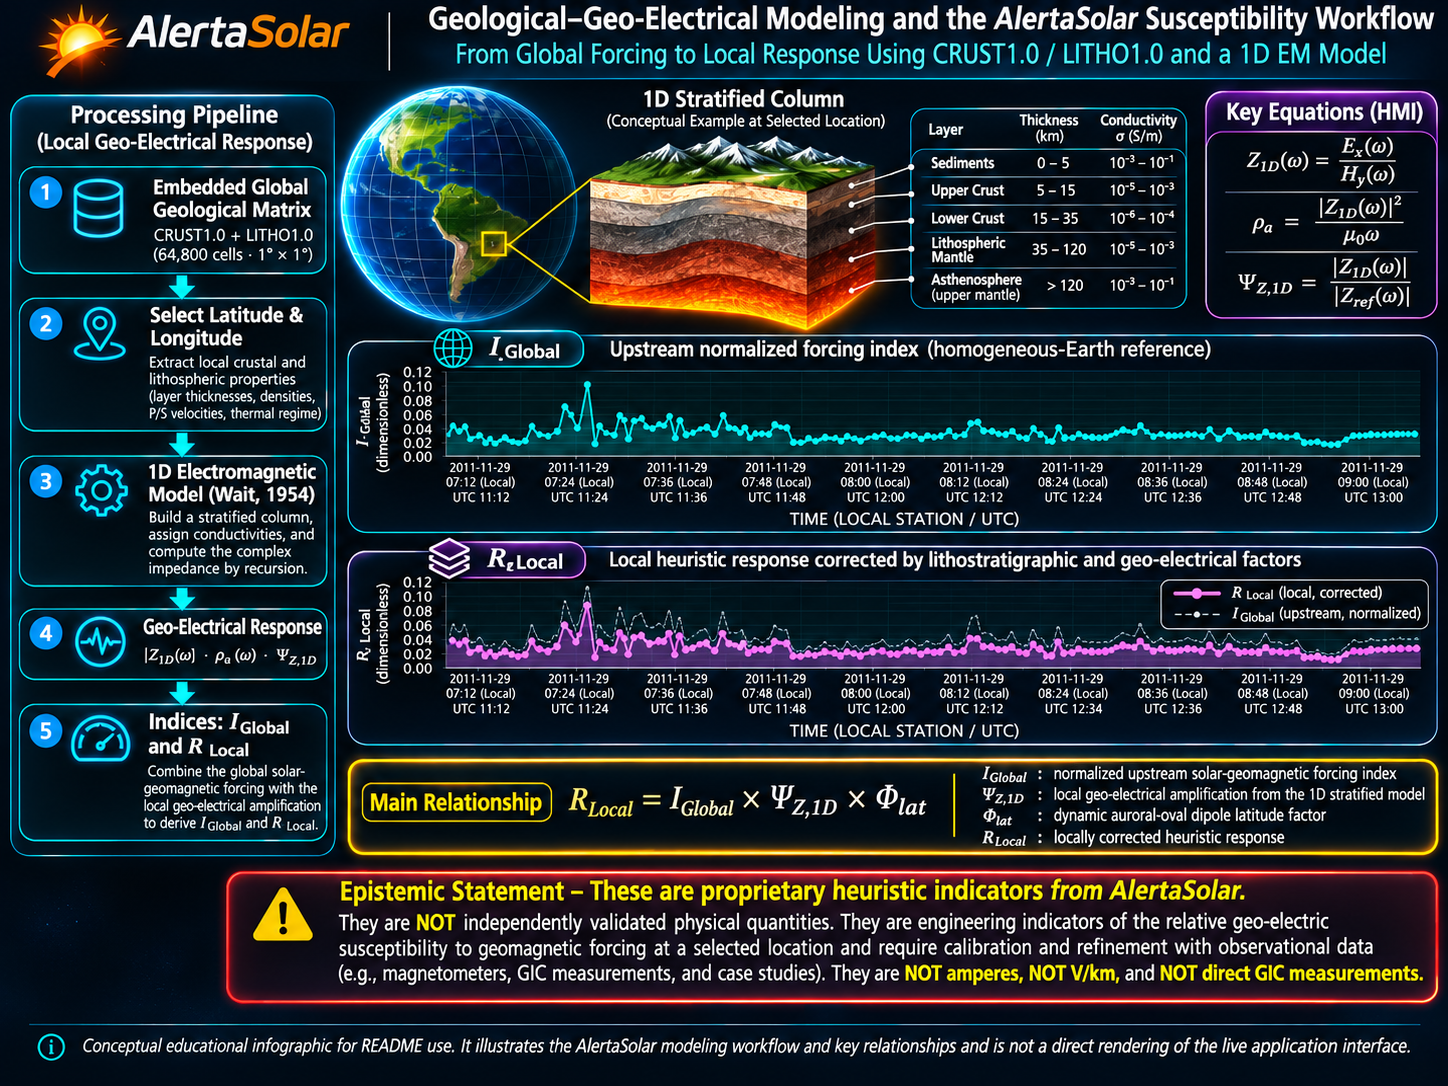 AlertaSolar
Geological–Geo-Electrical Modeling and the AlertaSolar Susceptibility Workflow
From Global Forcing to Local Response Using CRUST1.0 / LITHO1.0 and a 1D EM Model
Processing Pipeline
(Local Geo-Electrical Response)
1
Embedded Global
Geological Matrix
CRUST1.0 + LITHO1.0
(64,800 cells · 1° × 1°)
2
Select Latitude &
Longitude
Extract local crustal and
lithospheric properties
(layer thicknesses, densities,
P/S velocities, thermal regime)
3
1D Electromagnetic
Model (Wait, 1954)
Build a stratified column,
assign conductivities, and
compute the complex
impedance by recursion.
4
Geo-Electrical Response
|Z1D(ω] · ρa (ω) · ΨZ,1D
5
Indices: I Global
and R Local
Combine the global solar-
geomagnetic forcing with the
local geo-electrical amplification
to derive I Global and R Local.
1D Stratified Column
(Conceptual Example at Selected Location)
Layer Thickness (km) Conductivity σ (S/m)
Sediments 0 – 5 10⁻³ – 10⁻¹
Upper Crust 5 – 15 10⁻⁵ – 10⁻³
Lower Crust 15 – 35 10⁻⁶ – 10⁻⁴
Lithospheric Mantle 35 – 120 10⁻⁵ – 10⁻³
Asthenosphere (upper mantle) > 120 10⁻³ – 10⁻¹
Key Equations (HMI)
Z1D(ω) = Ex(ω) / Hy(ω)
ρa = |Z1D(ω)|² / μ0ω
ΨZ,1D = |Z1D(ω)| / |Zref(ω)|
I Global
Upstream normalized forcing index (homogeneous-Earth reference)
(dimensionless)
0.12
0.10
0.08
0.06
0.04
0.02
0.00
2011-11-29 2011-11-29 2011-11-29 2011-11-29 2011-11-29 2011-11-29 2011-11-29 2011-11-29 2011-11-29 2011-11-29
07:12 (Local) 07:24 (Local) 07:36 (Local) 07:48 (Local) 08:00 (Local) 08:12 (Local) 08:24 (Local) 08:36 (Local) 08:48 (Local) 09:00 (Local)
UTC 11:12 UTC 11:24 UTC 11:36 UTC 11:48 UTC 12:00 UTC 12:12 UTC 12:24 UTC 12:36 UTC 12:48 UTC 13:00
TIME (LOCAL STATION / UTC)
R Local
Local heuristic response corrected by lithostratigraphic and geo-electrical factors
R, Local
(dimensionless)
0.12
0.10
0.08
0.06
0.04
0.02
0.00
R Local (local, corrected)
I Global (upstream, normalized)
2011-11-29 2011-11-29 2011-11-29 2011-11-29 2011-11-29 2011-11-29 2011-11-29 2011-11-29 2011-11-29 2011-11-29
07:12 (Local) 07:24 (Local) 07:36 (Local) 07:48 (Local) 08:00 (Local) 08:12 (Local) 08:24 (Local) 08:36 (Local) 08:48 (Local) 09:00 (Local)
UTC 11:12 UTC 11:24 UTC 11:36 UTC 11:48 UTC 12:00 UTC 12:12 UTC 12:34 UTC 12:36 UTC 12:48 UTC 13:00
TIME (LOCAL STATION / UTC)
Main Relationship
RLocal = IGlobal × ΨZ,1D × Φlat
IGlobal : normalized upstream solar-geomagnetic forcing index
ΨZ,1D : local geo-electrical amplification from the 1D stratified model
Φlat : dynamic auroral-oval dipole latitude factor
RLocal : locally corrected heuristic response
Epistemic Statement – These are proprietary heuristic indicators from AlertaSolar.
They are NOT independently validated physical quantities. They are engineering indicators of the relative geo-electric
susceptibility to geomagnetic forcing at a selected location and require calibration and refinement with observational data
(e.g., magnetometers, GIC measurements, and case studies). They are NOT amperes, NOT V/km, and NOT direct GIC measurements.
Conceptual educational infographic for README use. It illustrates the AlertaSolar modeling workflow and key relationships and is not a direct rendering of the live application interface.